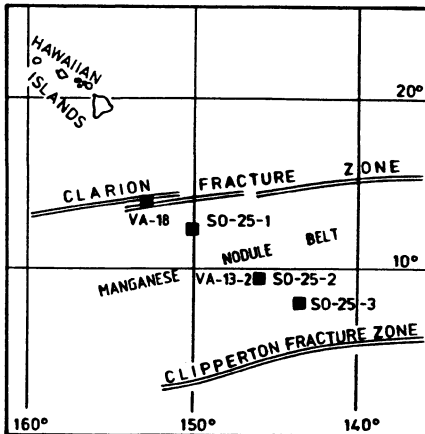 HAWAIIAN
ISLANDS
20°
CLARION FRACTURE ZONE
VA-18
SO-25-1
MANGANESE NODULE BELT
10°
VA-13-2
SO-25-2
SO-25-3
CLIPPERTON FRACTURE ZONE
160°
150°
140°